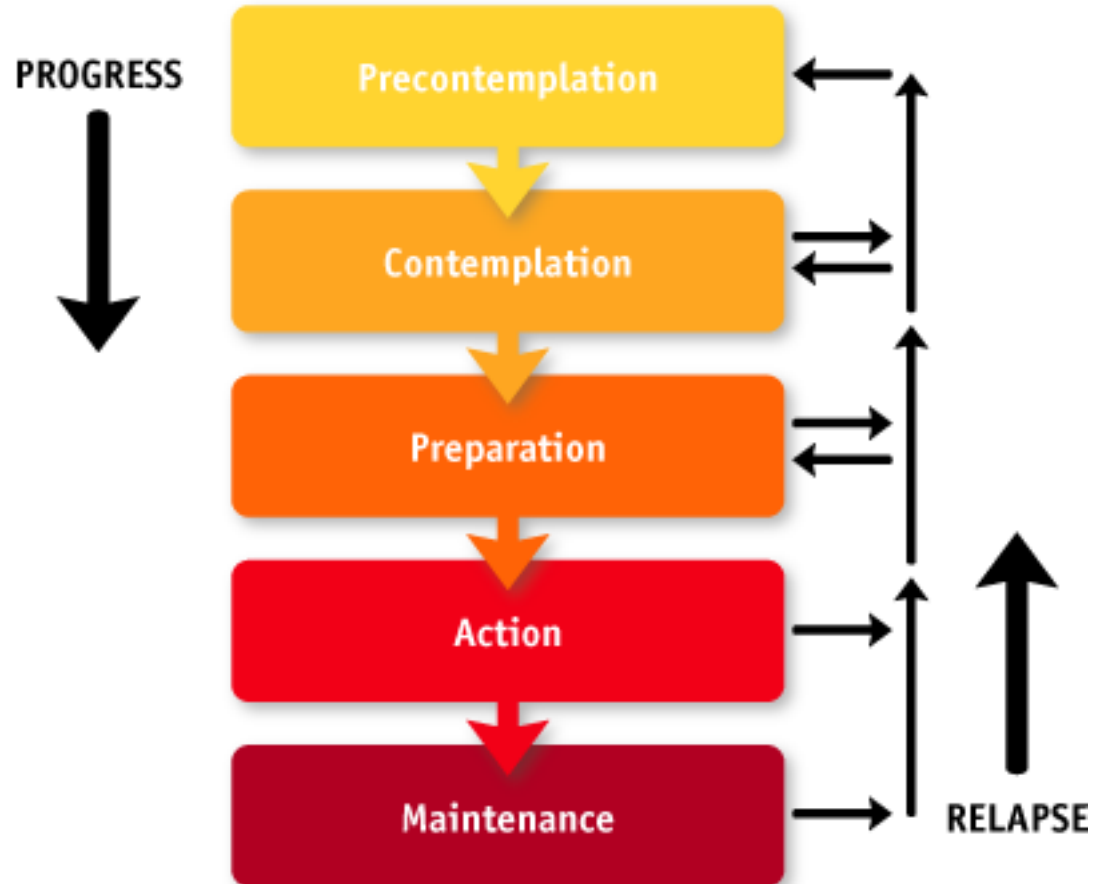 PROGRESS
Precontemplation
Contemplation
Preparation
Action
Maintenance
RELAPSE